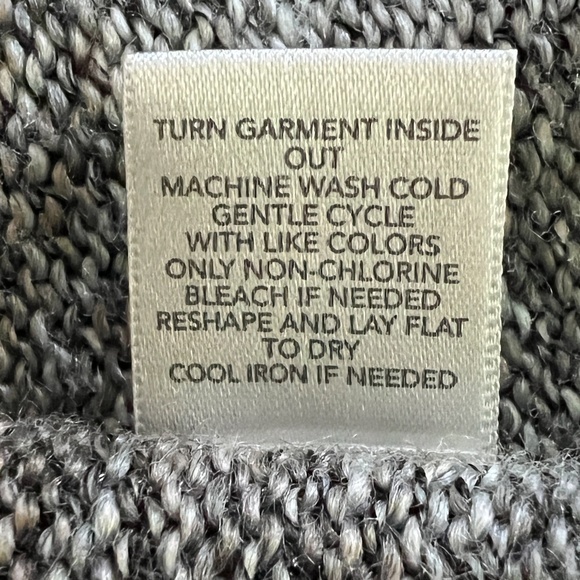 TURN GARMENT INSIDE
OUT
MACHINE WASH COLD
GENTLE CYCLE
WITH LIKE COLORS
ONLY NON-CHLORINE
BLEACH IF NEEDED
RESHAPE AND LAY FLAT
TO DRY
COOL IRON IF NEEDED